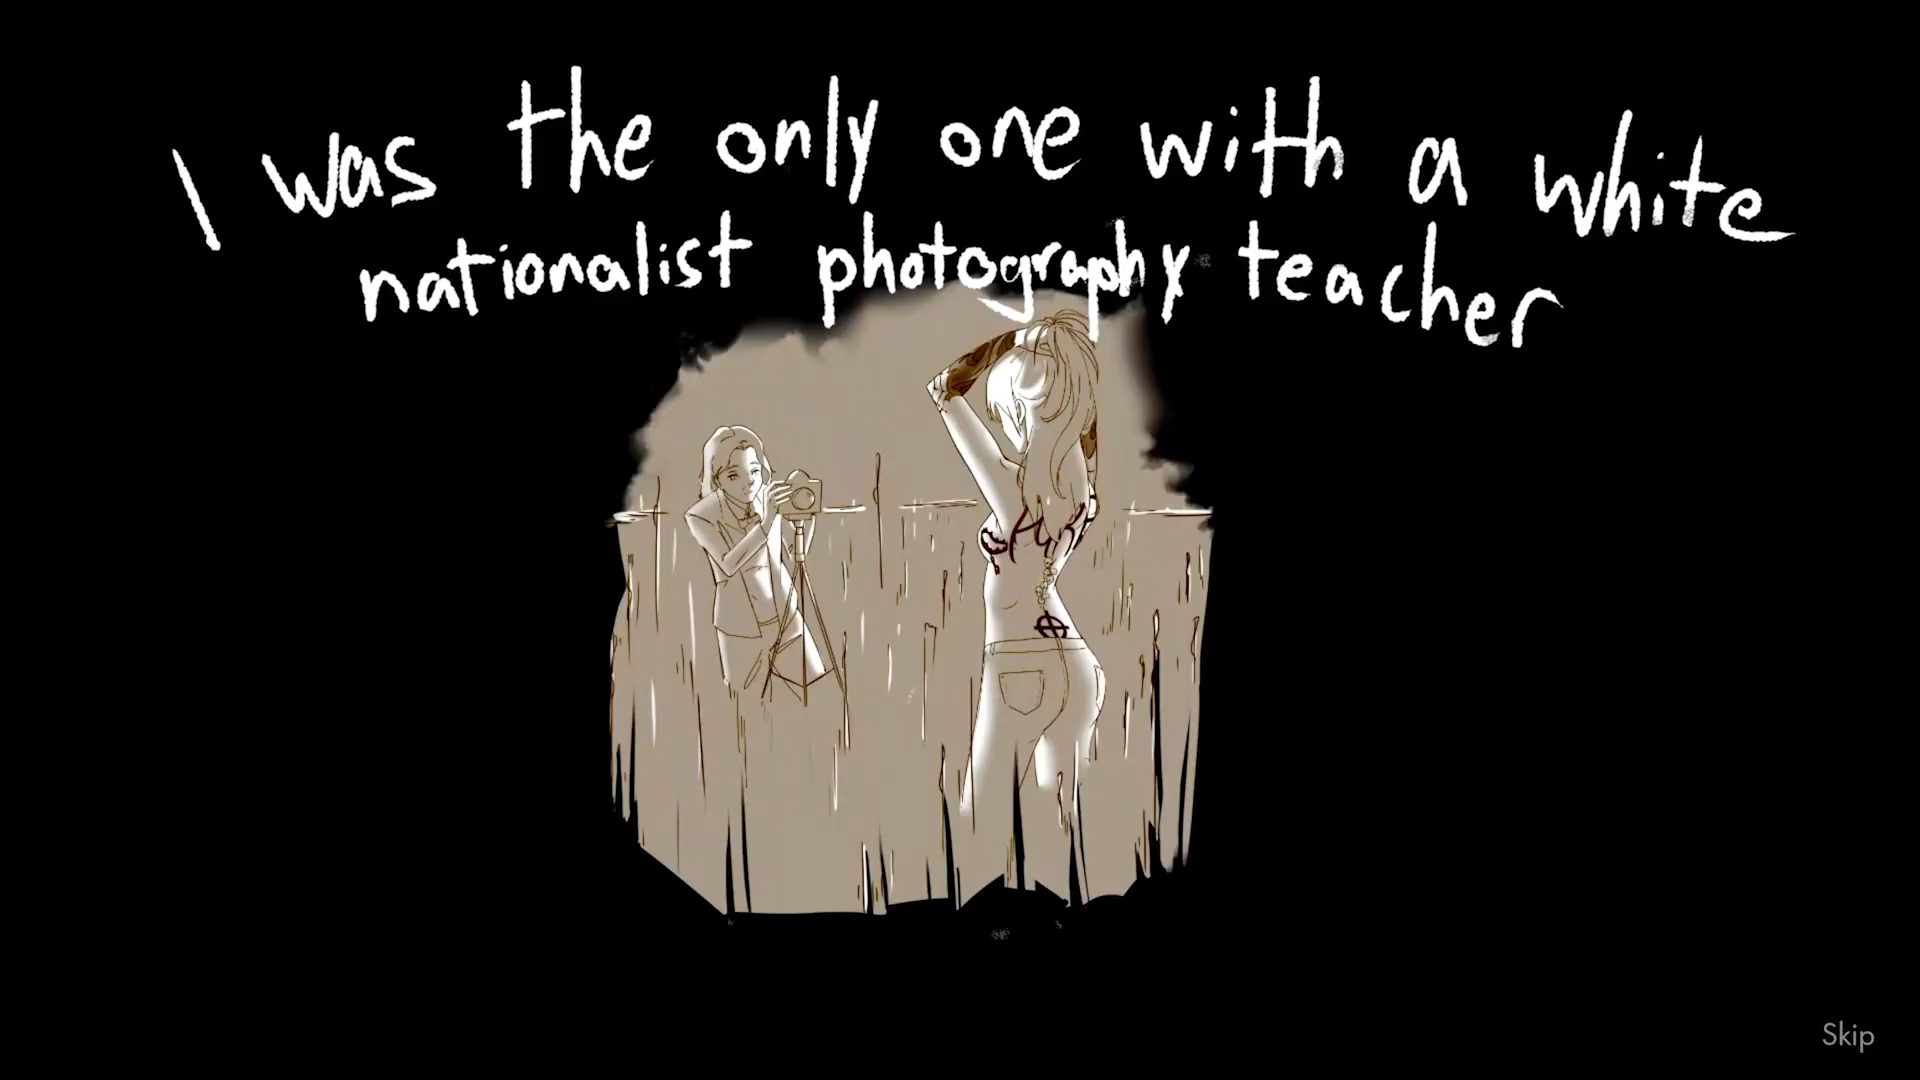 I was the only one with a white
nationalist photography teacher
Skip